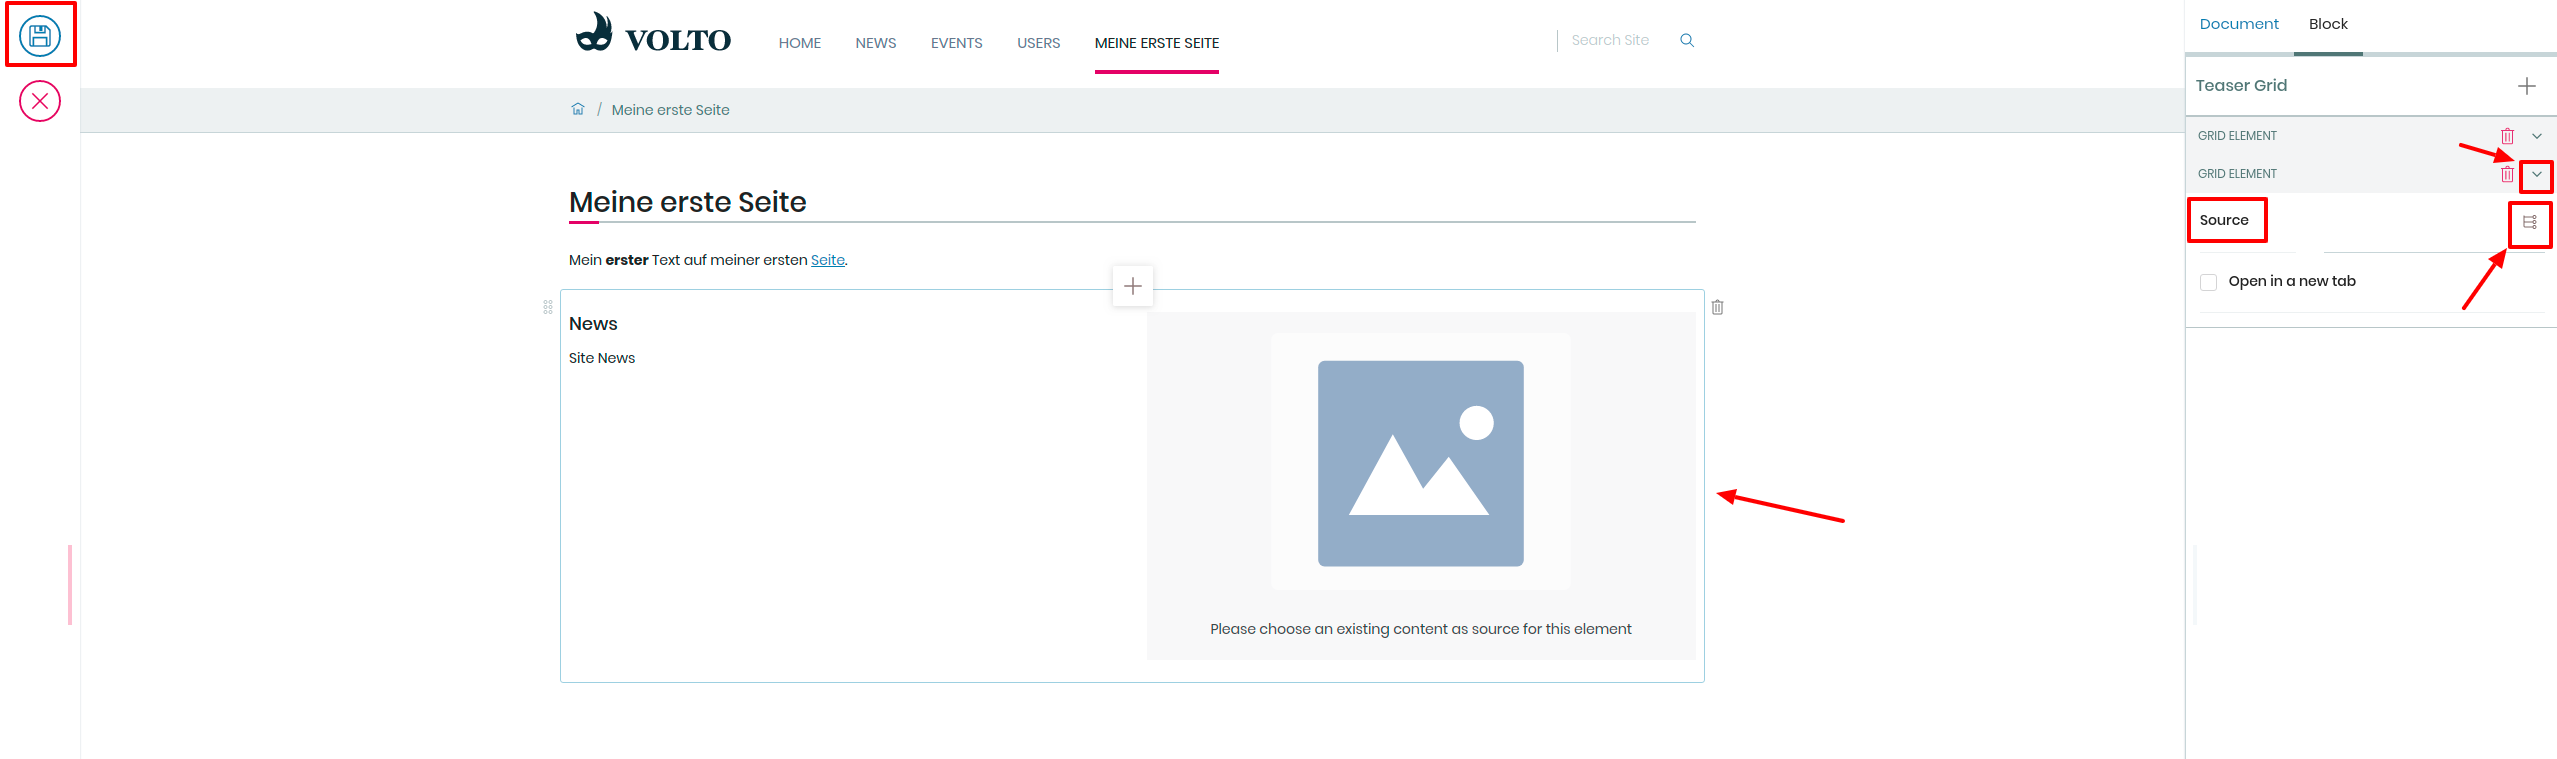 VOLTO
HOME NEWS EVENTS USERS MEINE ERSTE SEITE
Search Site
/ Meine erste Seite
Meine erste Seite
Mein erster Text auf meiner ersten Seite.
News
Site News
Please choose an existing content as source for this element
Document Block
Teaser Grid
GRID ELEMENT
GRID ELEMENT
Source
Open in a new tab